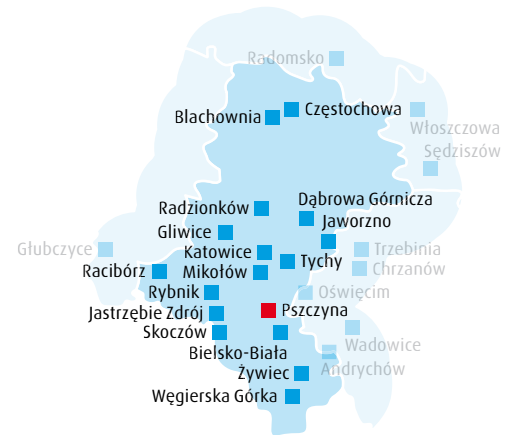 Radomsko
Częstochowa
Blachownia
Włoszczowa
Sędziszów
Dąbrowa Górnicza
Radzionków
Jaworzno
Gliwice
Głubczyce
Katowice
Trzebinia
Tychy
Chrzanów
Racibórz
Mikołów
Rybnik
Oświęcim
Jastrzębie Zdrój
Pszczyna
Skoczów
Wadowice
Bielsko-Biała
Andrychów
Żywiec
Węgierska Górka